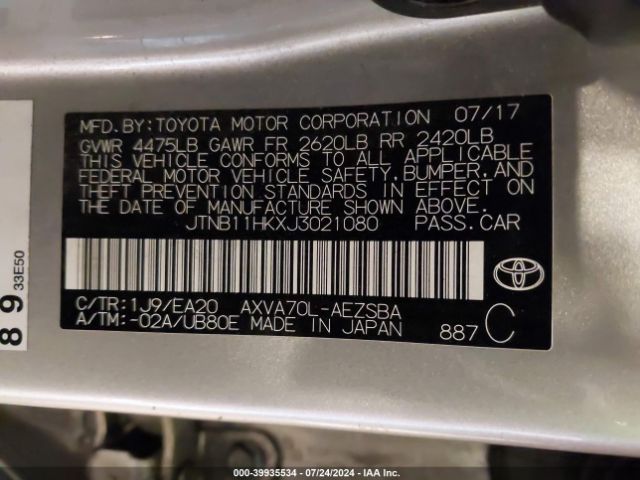 MFD. BY: TOYOTA MOTOR CORPORATION 07/17
GVWR 4475LB GAWR FR 2620LB RR 2420LB
THIS VEHICLE CONFORMS TO ALL APPLICABLE
FEDERAL MOTOR VEHICLE SAFETY, BUMPER, AND
THEFT PREVENTION STANDARDS IN EFFECT ON
THE DATE OF MANUFACTURE SHOWN ABOVE.
JTNB11HKXJ3021080 PASS. CAR
C/TR: 1J9/EA20 AXVA70L-AEZSBA
A/TM: -02A/UB80E MADE IN JAPAN 887 C
89
33E50
000-39935534 / 07/24/2024 - IAA Inc.